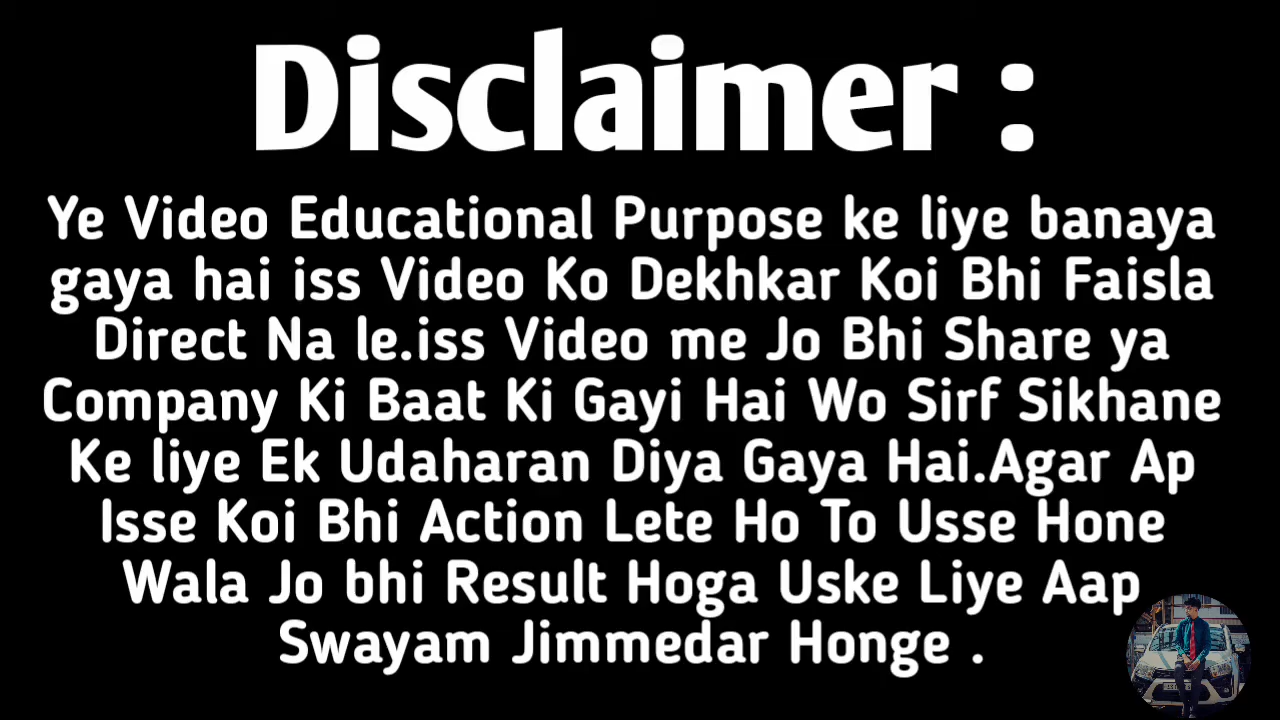 Disclaimer :
Ye Video Educational Purpose ke liye banaya
gaya hai iss Video Ko Dekhkar Koi Bhi Faisla
Direct Na le.iss Video me Jo Bhi Share ya
Company Ki Baat Ki Gayi Hai Wo Sirf Sikhane
Ke liye Ek Udaharan Diya Gaya Hai.Agar Ap
Isse Koi Bhi Action Lete Ho To Usse Hone
Wala Jo bhi Result Hoga Uske Liye Aap
Swayam Jimmedar Honge .